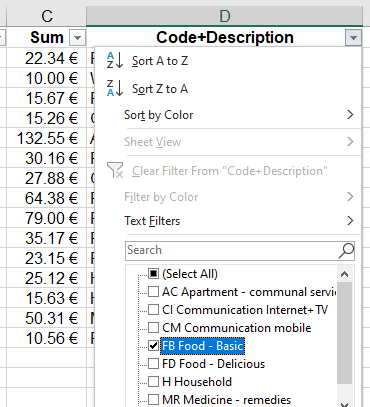 C D
Sum Code+Description
22.34 € F
10.00 €
15.67 € F
15.26 €
132.55 € A
30.16 € F
27.88 €
64.38 € F
79.00 € F
35.17 € F
23.15 € F
25.12 € H
15.63 € H
50.31 € M
10.56 € F
Sort A to Z
Sort Z to A
Sort by Color
Sheet View
Clear Filter From "Code+Description"
Filter by Color
Text Filters
Search
(Select All)
AC Apartment - communal servi
CI Communication Internet+TV
CM Communication mobile
FB Food - Basic
FD Food - Delicious
H Household
MR Medicine - remedies